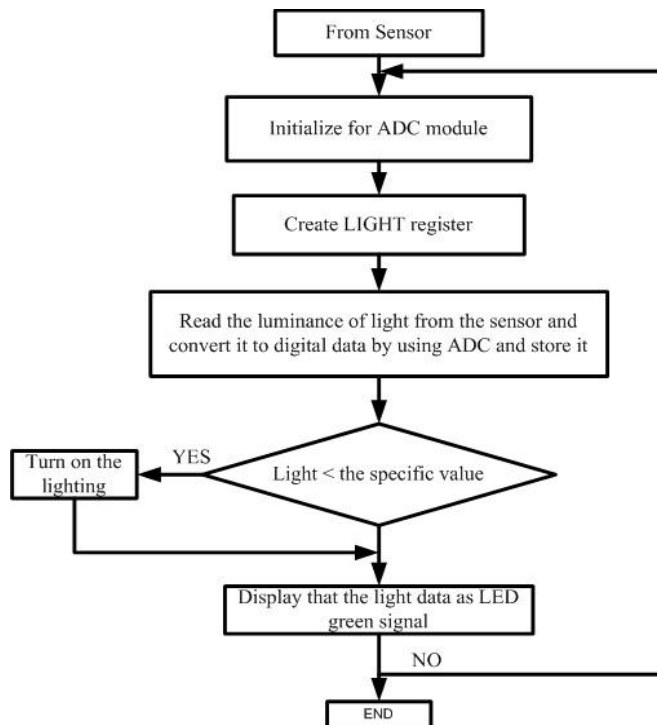 From Sensor
Initialize for ADC module
Create LIGHT register
Read the luminance of light from the sensor and
convert it to digital data by using ADC and store it
YES
Turn on the
lighting
Light < the specific value
Display that the light data as LED
green signal
NO
END